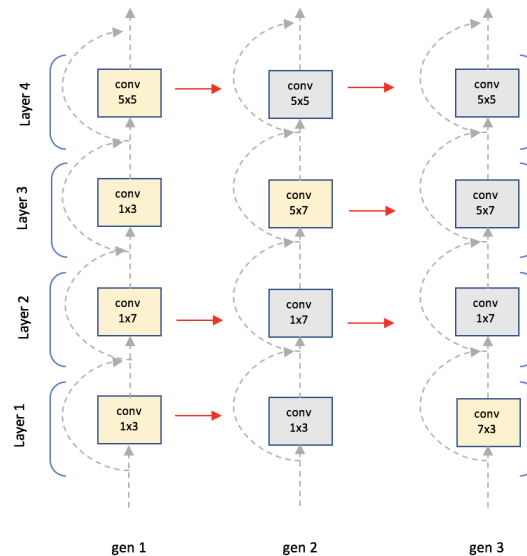 Layer 4
conv
5x5
conv
5x5
conv
5x5
Layer 3
conv
1x3
conv
5x7
conv
5x7
Layer 2
conv
1x7
conv
1x7
conv
1x7
Layer 1
conv
1x3
conv
1x3
conv
7x3
gen 1
gen 2
gen 3